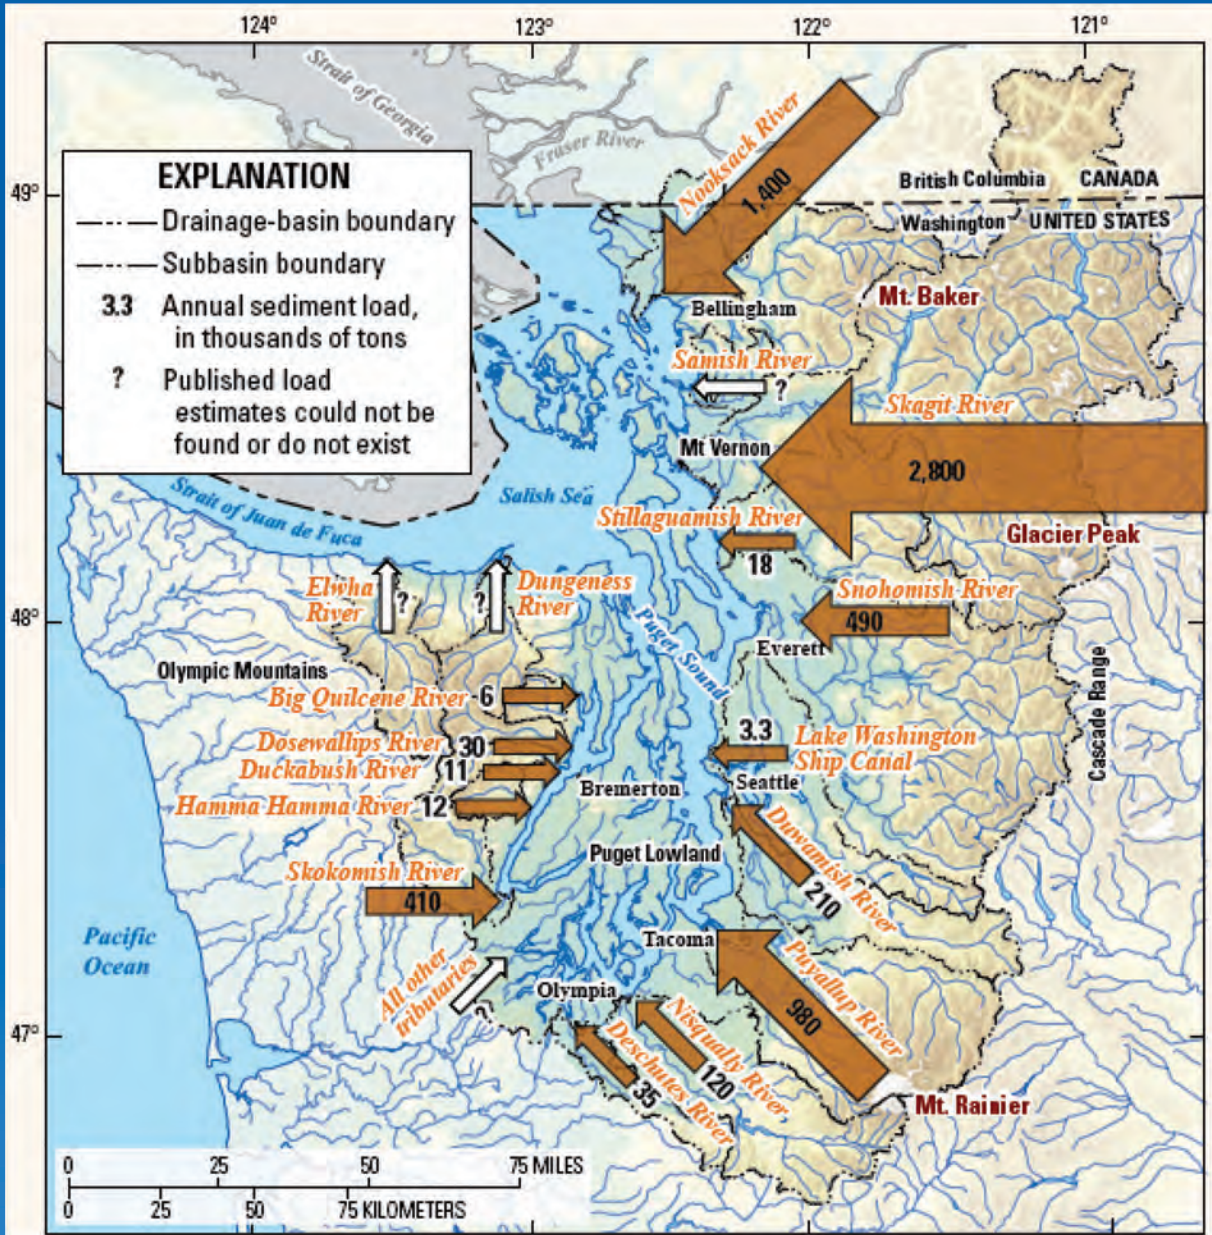 124°
123°
122°
121°
Strait of Georgia
Fraser River
Nooksack River
1,400
49°
British Columbia CANADA
Washington UNITED STATES
EXPLANATION
Drainage-basin boundary
Subbasin boundary
3.3 Annual sediment load,
in thousands of tons
? Published load
estimates could not be
found or do not exist
Mt. Baker
Bellingham
Samish River
?
Skagit River
2,800
Mt Vernon
Salish Sea
Strait of Juan de Fuca
Stillaguamish River
18
Glacier Peak
Elwha
River
?
?
Dungeness
River
Snohomish River
490
48°
Puget Sound
Everett
Olympic Mountains
Big Quilcene River
6
Cascade Range
Dosewallips River
30
3.3
Lake Washington
Ship Canal
Duckabush River
11
Seattle
Bremerton
Hamma Hamma River
12
Duwamish River
210
Puget Lowland
Skokomish River
410
Pacific
Ocean
Tacoma
Puyallup River
980
All other
tributaries
?
Olympia
47°
Nisqually River
120
Deschutes River
35
Mt. Rainier
0 25 50 75 MILES
0 25 50 75 KILOMETERS